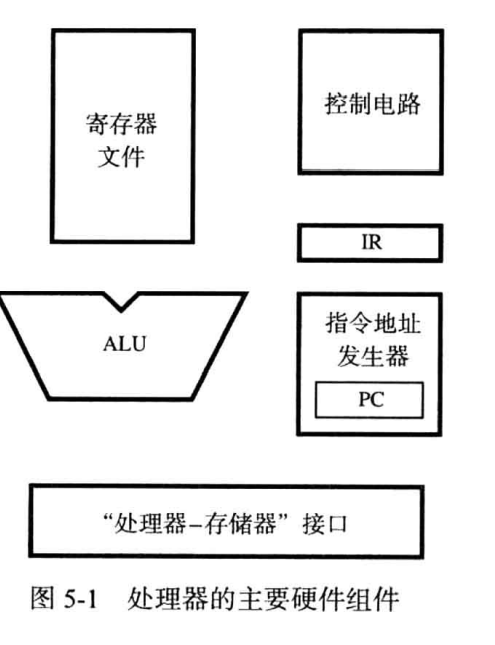 寄存器
文件
控制电路
IR
ALU
指令地址
发生器
PC
“处理器–存储器”接口
图 5-1 处理器的主要硬件组件